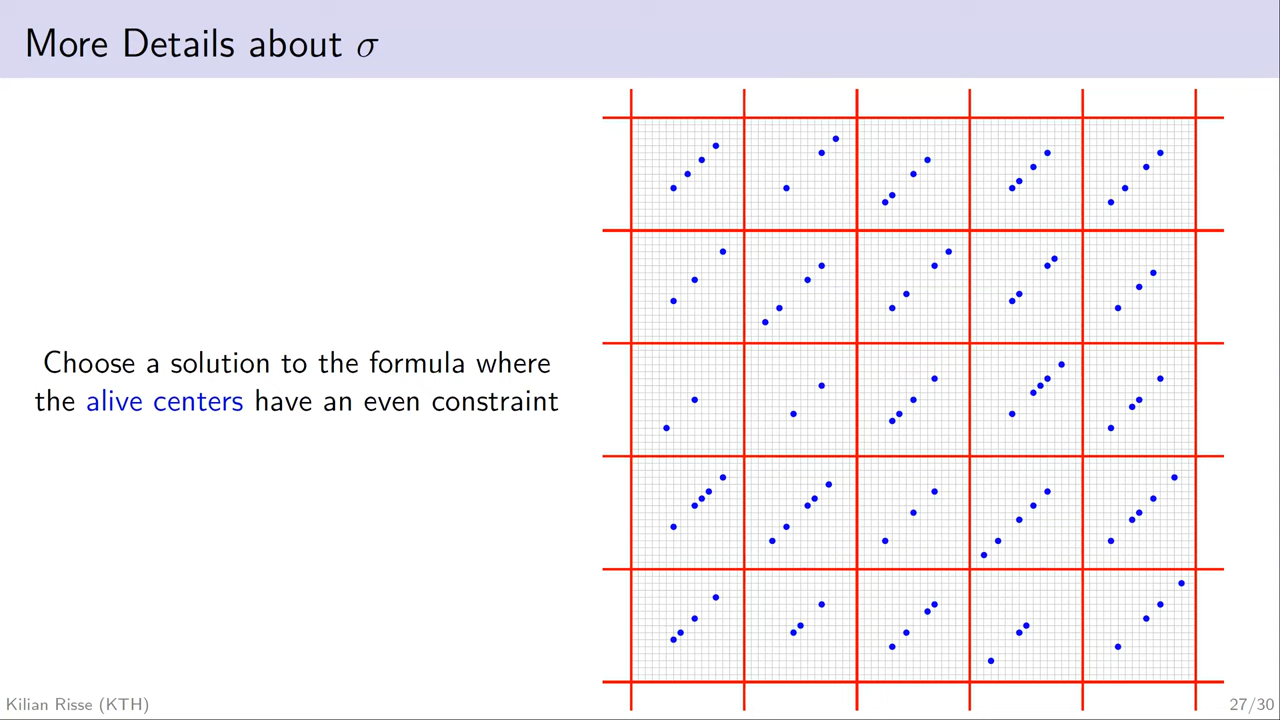 More Details about σ
Choose a solution to the formula where
the alive centers have an even constraint
Kilian Risse (KTH)
27/30